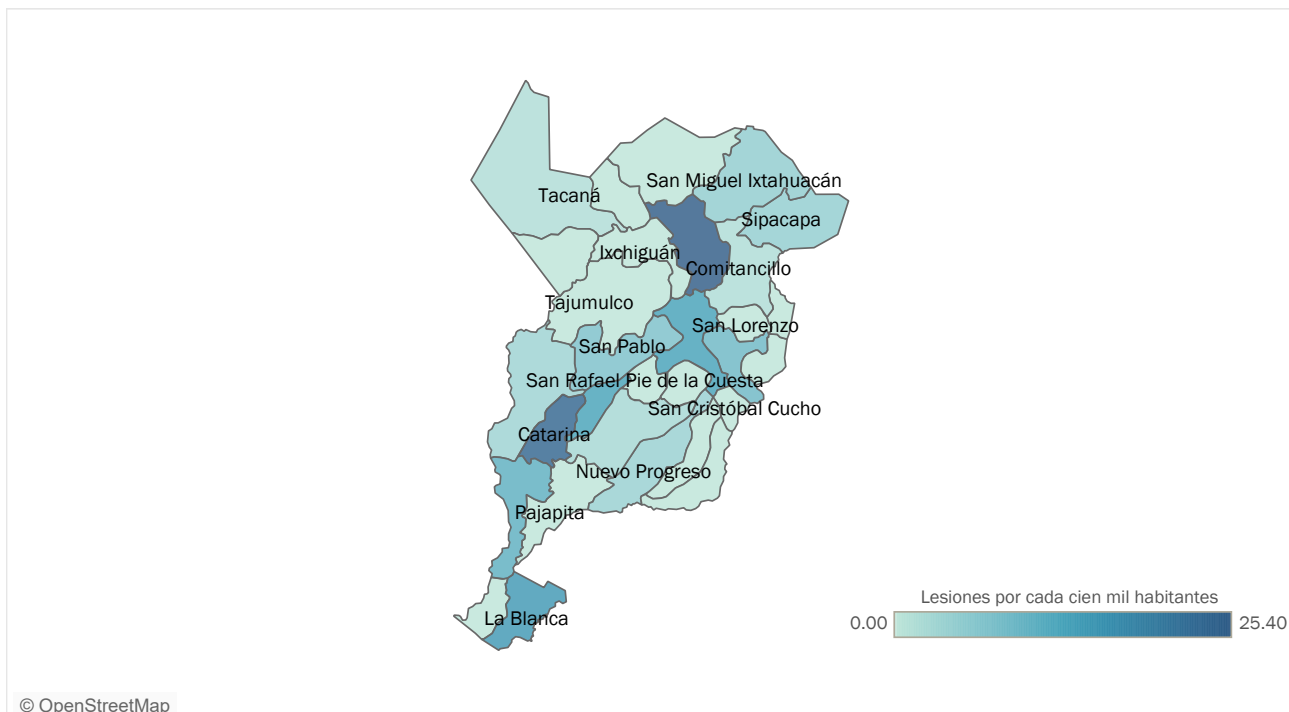 San Miguel Ixtahuacán
Tacaná
Sipacapa
Ixchiguán
Comitancillo
Tajumulco
San Lorenzo
San Pablo
San Rafael Pie de la Cuesta
San Cristóbal Cucho
Catarina
Nuevo Progreso
Pajapita
Lesiones por cada cien mil habitantes
0.00
25.40
La Blanca
© OpenStreetMap